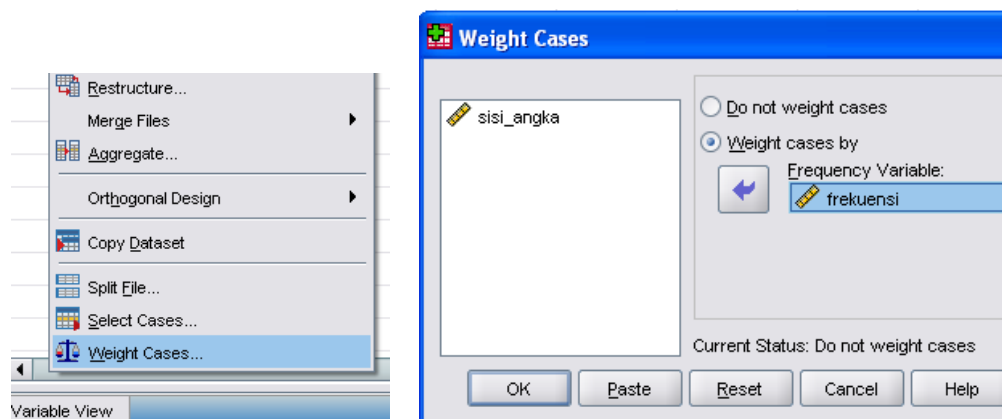 Restructure...
Merge Files
Aggregate...
Orthogonal Design
Copy Dataset
Split File...
Select Cases...
Weight Cases...
Variable View
Weight Cases
sisi_angka
Do not weight cases
Weight cases by
Frequency Variable:
frekuensi
Current Status: Do not weight cases
OK Paste Reset Cancel Help